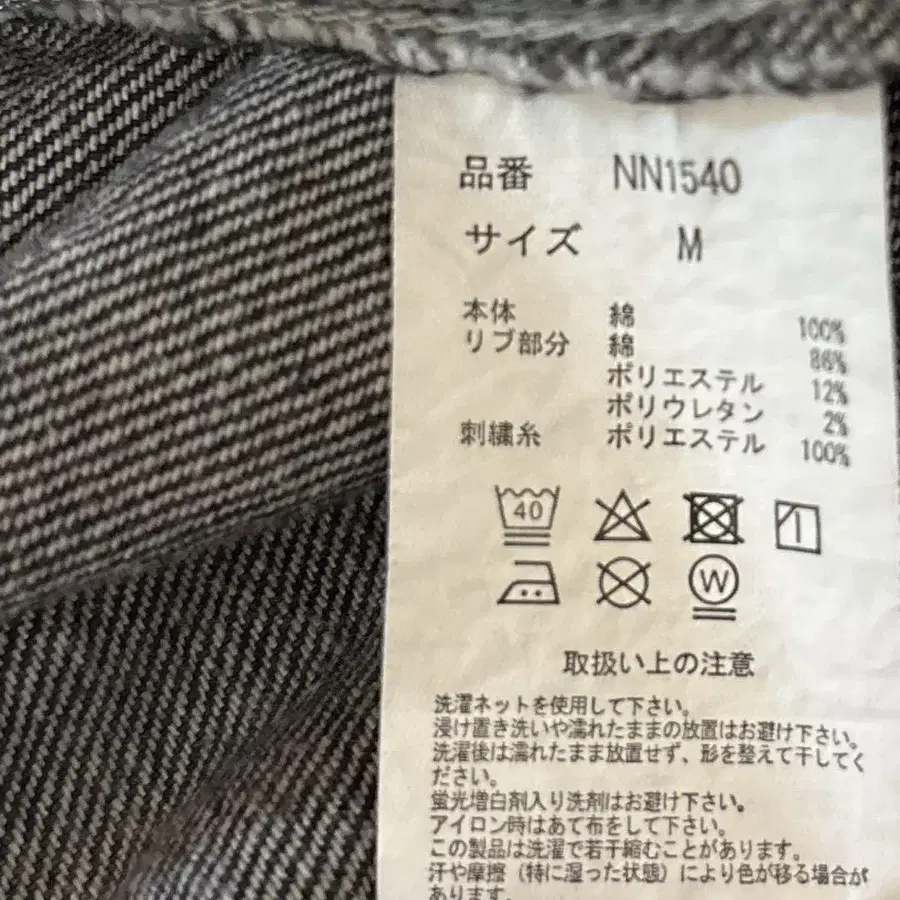 品番 NN1540
サイズ M
本体 綿 100%
リブ部分 綿 86%
ポリエステル 12%
ポリウレタン 2%
刺繍糸 ポリエステル 100%
40
W
取扱い上の注意
洗濯ネットを使用して下さい。
浸け置き洗いや濡れたままの放置はお避け下さい。
洗濯後は濡れたまま放置せず、形を整えて干してく
ださい。
蛍光増白剤入り洗剤はお避け下さい。
アイロン時はあて布をして下さい。
この製品は洗濯で若干縮むことがあります。
汗や摩擦（特に湿った状態）により色が移る場合が
あります。